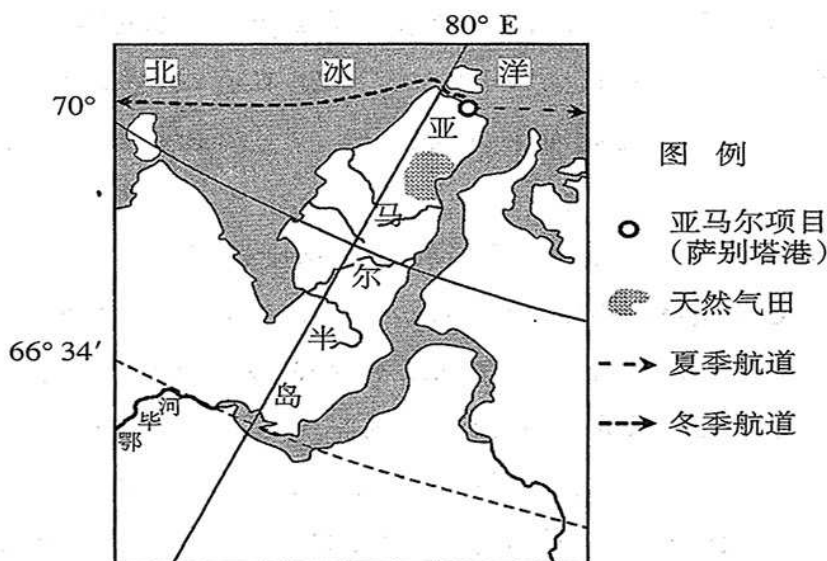 80° E
北 冰 洋
70°
亚
马
尔
半
岛
66° 34′
鄂毕河
图 例
亚马尔项目
(萨别塔港)
天然气田
夏季航道
冬季航道